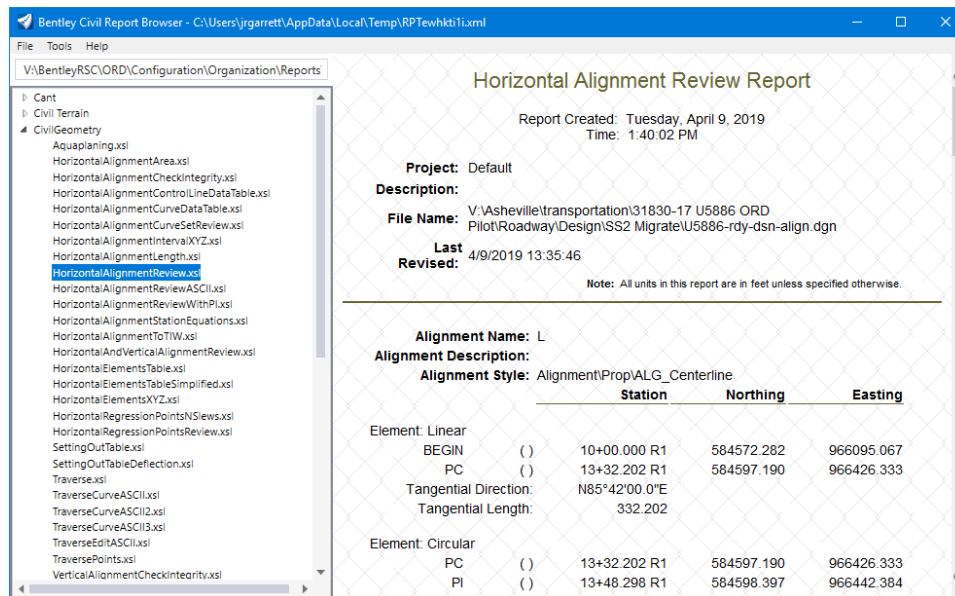 Bentley Civil Report Browser - C:\Users\jrgarrett\AppData\Local\Temp\RPTewhkti1i.xml
File Tools Help
V:\BentleyRSC\ORD\Configuration\Organization\Reports
Cant
Civil Terrain
CivilGeometry
Aquaplaning.xsl
HorizontalAlignmentArea.xsl
HorizontalAlignmentCheckIntegrity.xsl
HorizontalAlignmentControlLineDataTable.xsl
HorizontalAlignmentCurveDataTable.xsl
HorizontalAlignmentCurveSetReview.xsl
HorizontalAlignmentIntervalXYZ.xsl
HorizontalAlignmentLength.xsl
HorizontalAlignmentReview.xsl
HorizontalAlignmentReviewASCII.xsl
HorizontalAlignmentReviewWithPI.xsl
HorizontalAlignmentStationEquations.xsl
HorizontalAlignmentToTIW.xsl
HorizontalAndVerticalAlignmentReview.xsl
HorizontalElementsTable.xsl
HorizontalElementsTableSimplified.xsl
HorizontalElementsXYZ.xsl
HorizontalRegressionPointsNSlews.xsl
HorizontalRegressionPointsReview.xsl
SettingOutTable.xsl
SettingOutTableDeflection.xsl
Traverse.xsl
TraverseCurveASCII.xsl
TraverseCurveASCII2.xsl
TraverseCurveASCII3.xsl
TraverseEditASCII.xsl
TraversePoints.xsl
VerticalAlignmentCheckIntegrity.xsl
Horizontal Alignment Review Report
Report Created: Tuesday, April 9, 2019
Time: 1:40:02 PM
Project: Default
Description:
File Name: V:\Asheville\transportation\31830-17 U5886 ORD
Pilot\Roadway\Design\SS2 Migrate\U5886-rdy-dsn-align.dgn
Last
Revised: 4/9/2019 13:35:46
Note: All units in this report are in feet unless specified otherwise.
Alignment Name: L
Alignment Description:
Alignment Style: Alignment\Prop\ALG_Centerline
Station Northing Easting
Element: Linear
BEGIN ( ) 10+00.000 R1 584572.282 966095.067
PC ( ) 13+32.202 R1 584597.190 966426.333
Tangential Direction: N85°42'00.0"E
Tangential Length: 332.202
Element: Circular
PC ( ) 13+32.202 R1 584597.190 966426.333
PI ( ) 13+48.298 R1 584598.397 966442.384